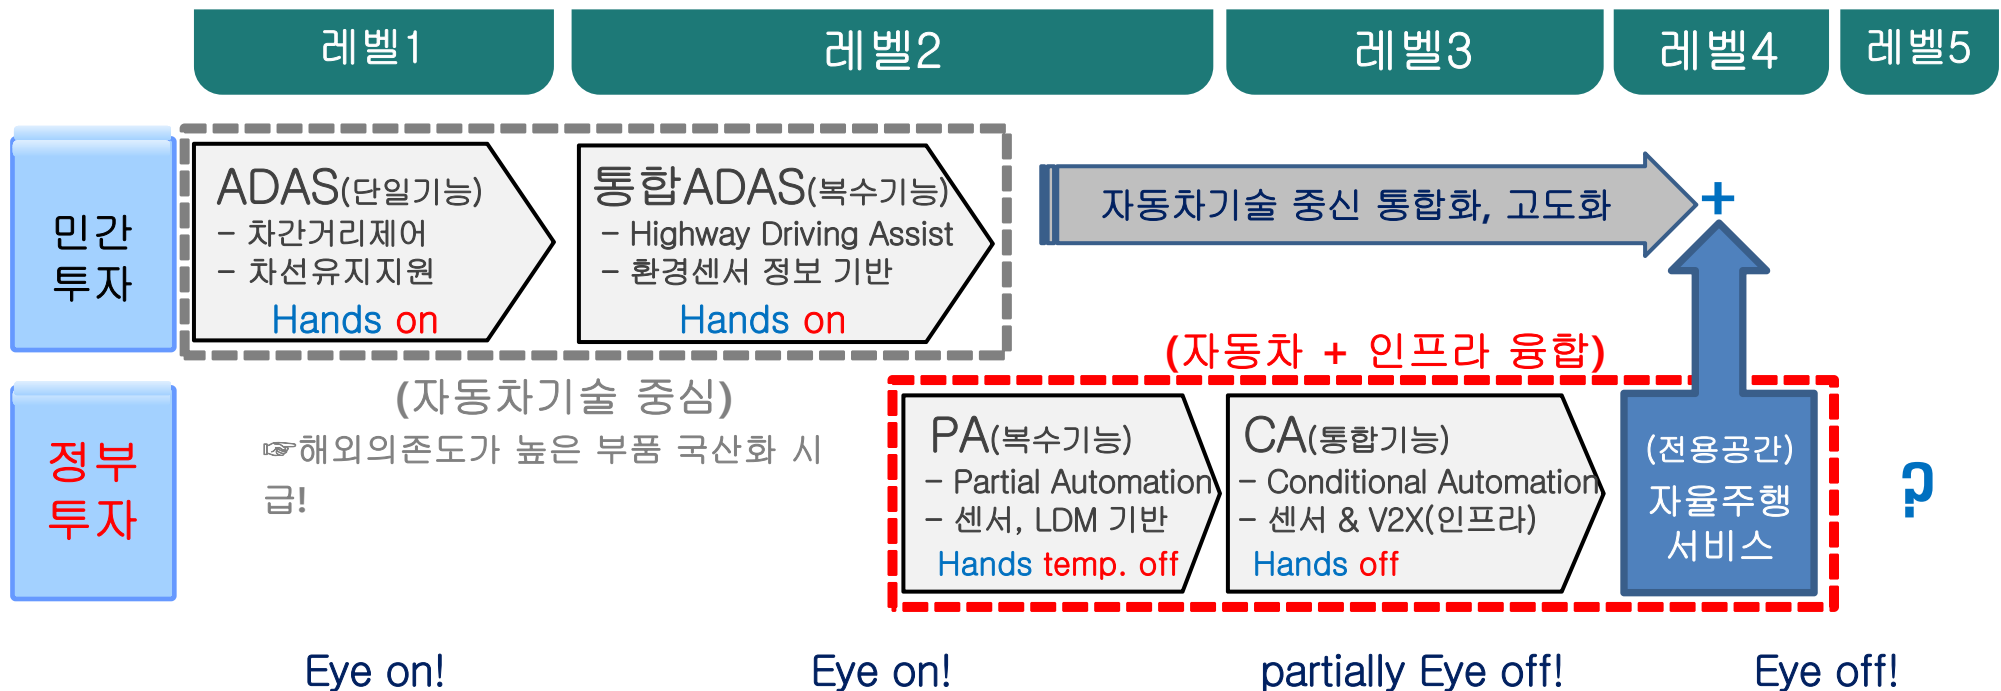 레벨1
레벨2
레벨3
레벨4
레벨5
민간
투자
ADAS(단일기능)
- 차간거리제어
- 차선유지지원
Hands on
통합ADAS(복수기능)
- Highway Driving Assist
- 환경센서 정보 기반
Hands on
자동차기술 중신 통합화, 고도화
+
(자동차기술 중심)
☞해외의존도가 높은 부품 국산화 시
급!
(자동차 + 인프라 융합)
정부
투자
PA(복수기능)
- Partial Automation
- 센서, LDM 기반
Hands temp. off
CA(통합기능)
- Conditional Automation
- 센서 & V2X(인프라)
Hands off
(전용공간)
자율주행
서비스
?
Eye on!
Eye on!
partially Eye off!
Eye off!